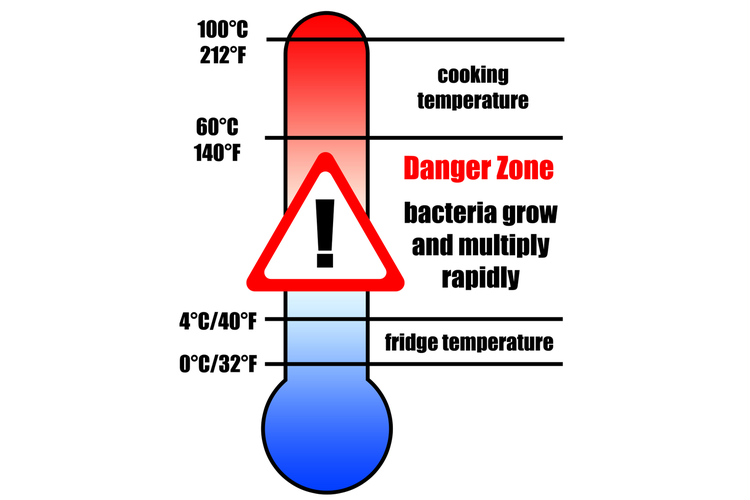 100°C
212°F
cooking
temperature
60°C
140°F
Danger Zone
bacteria grow
and multiply
rapidly
!
4°C/40°F
fridge temperature
0°C/32°F